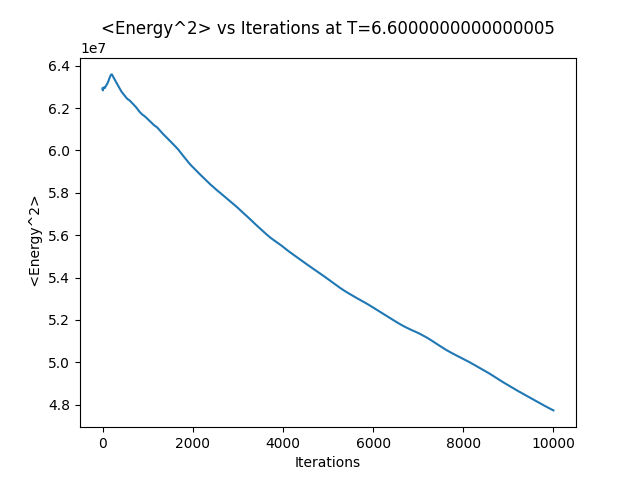 <Energy^2> vs Iterations at T=6.6000000000000005
1e7
6.4
6.2
6.0
5.8
5.6
5.4
5.2
5.0
4.8
<Energy^2>
0 2000 4000 6000 8000 10000
Iterations